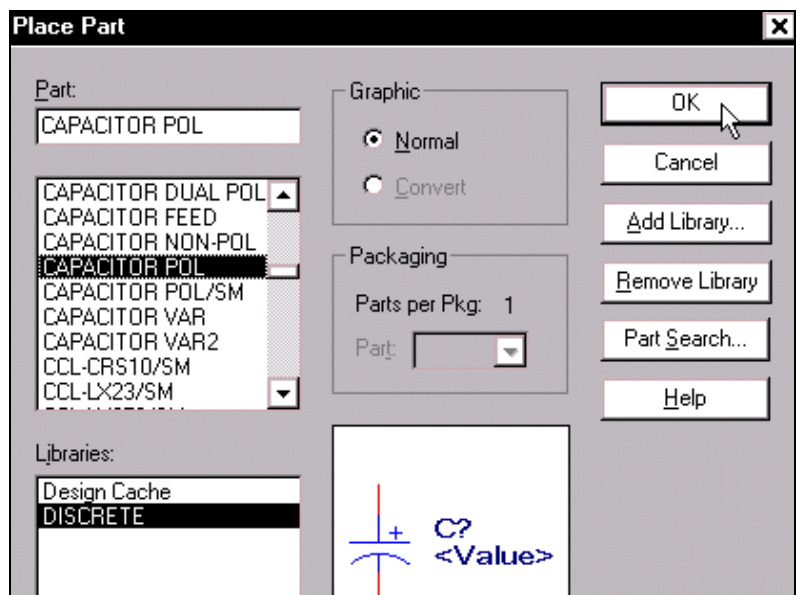 Place Part
Part:
CAPACITOR POL
CAPACITOR DUAL POL
CAPACITOR FEED
CAPACITOR NON-POL
CAPACITOR POL
CAPACITOR POL/SM
CAPACITOR VAR
CAPACITOR VAR2
CCL-CRS10/SM
CCL-LX23/SM
Libraries:
Design Cache
DISCRETE
Graphic
Normal
Convert
Packaging
Parts per Pkg: 1
Part:
+
C?
<Value>
OK
Cancel
Add Library...
Remove Library
Part Search...
Help